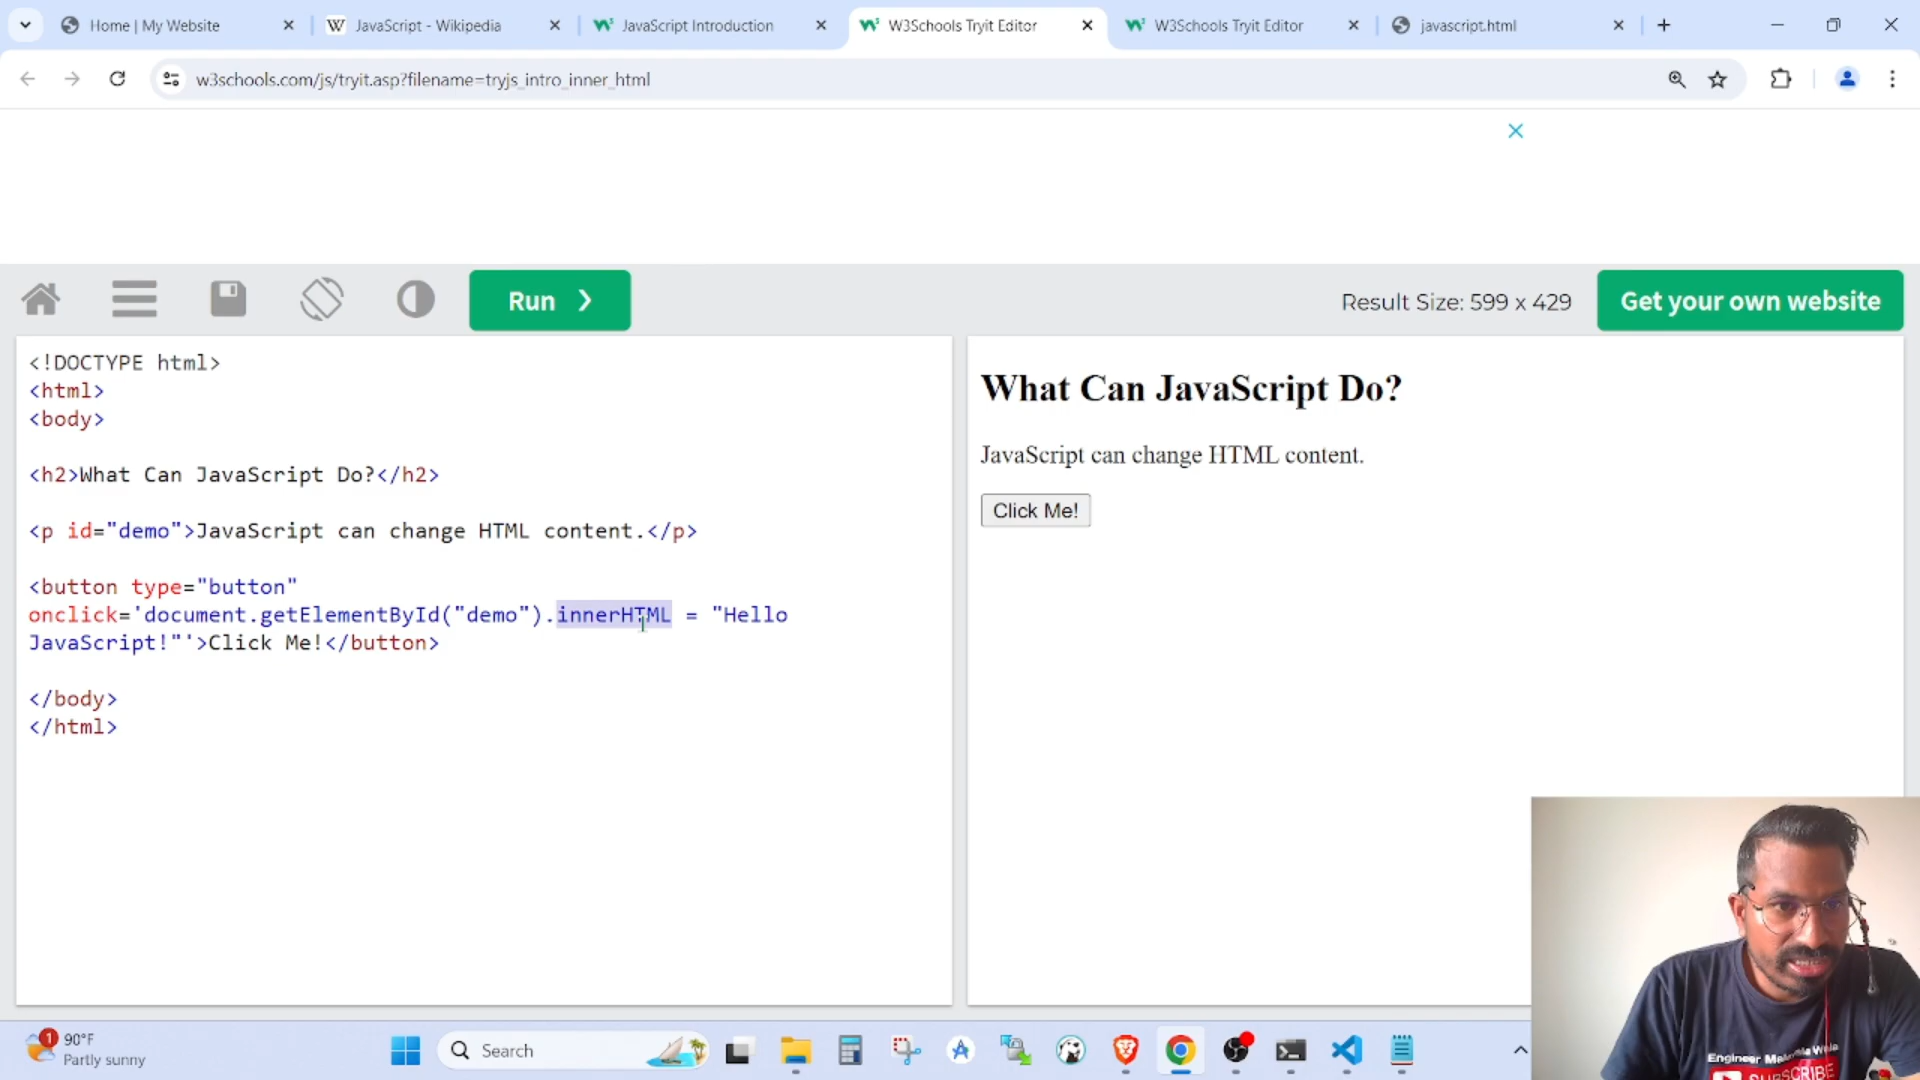 Home | My Website
JavaScript - Wikipedia
JavaScript Introduction
W3Schools Tryit Editor
W3Schools Tryit Editor
javascript.html
w3schools.com/js/tryit.asp?filename=tryjs_intro_inner_html
Run ❯
Result Size: 599 x 429
Get your own website
<!DOCTYPE html>
<html>
<body>
<h2>What Can JavaScript Do?</h2>
<p id="demo">JavaScript can change HTML content.</p>
<button type="button"
onclick='document.getElementById("demo").innerHTML = "Hello
JavaScript!"'>Click Me!</button>
</body>
</html>
What Can JavaScript Do?
JavaScript can change HTML content.
Click Me!
Engineer
SUBSCRIBE
1
90°F
Partly sunny
Search